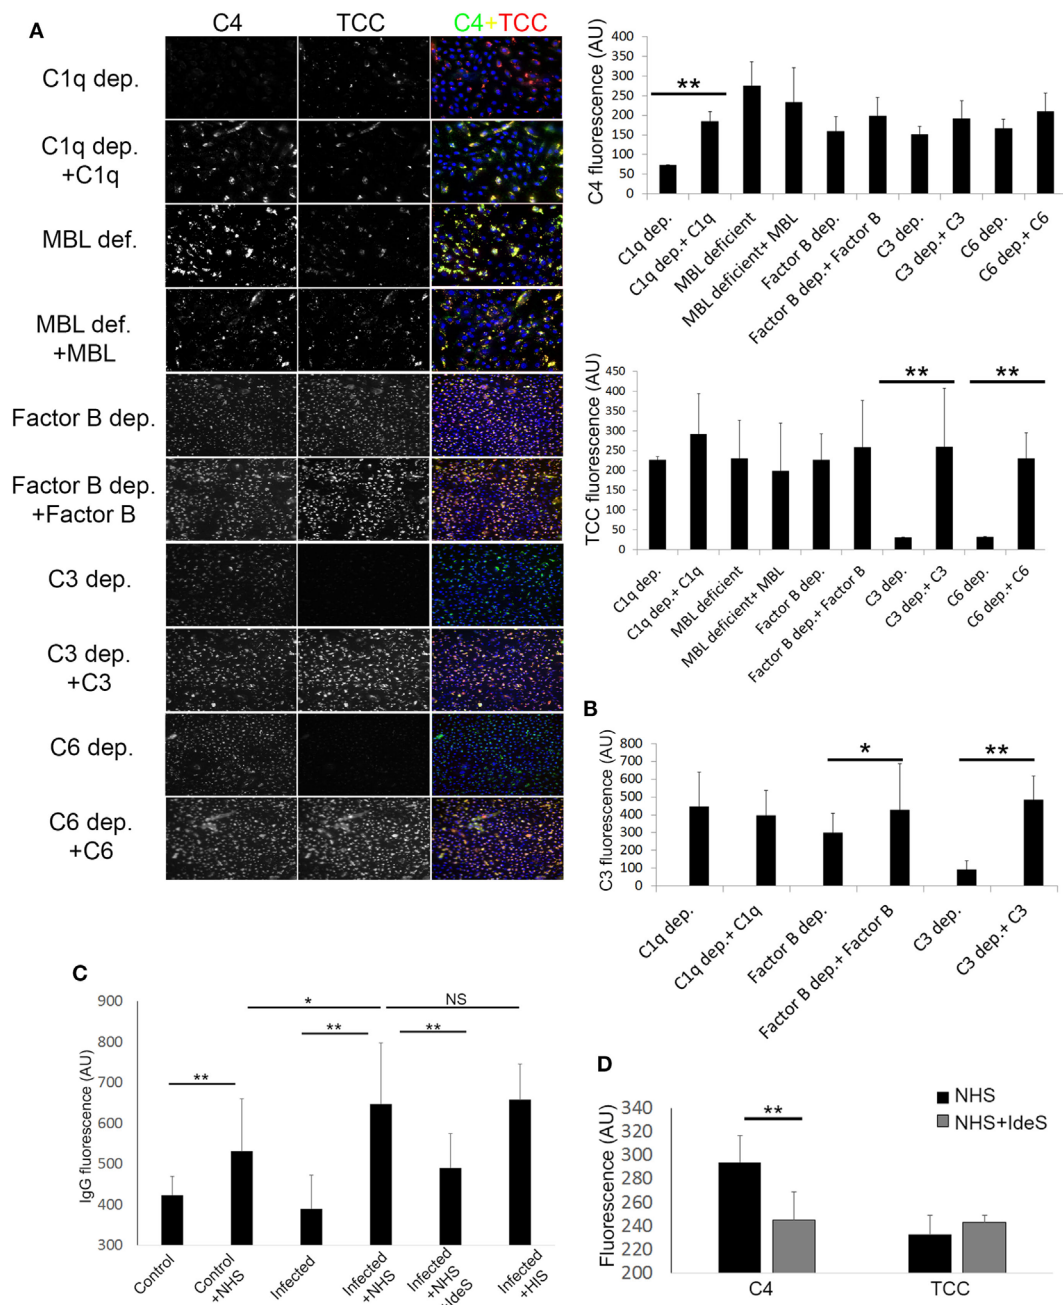 A
C4 TCC C4+TCC
C1q dep.
C1q dep.
+C1q
MBL def.
MBL def.
+MBL
Factor B dep.
Factor B dep.
+Factor B
C3 dep.
C3 dep.
+C3
C6 dep.
C6 dep.
+C6
C4 fluorescence (AU)
400
350
300
250
200
150
100
50
0
**
C1q dep.
C1q dep.+ C1q
MBL deficient
MBL deficient+ MBL
Factor B dep.
Factor B dep.+ Factor B
C3 dep.
C3 dep.+ C3
C6 dep.
C6 dep.+ C6
TCC fluorescence (AU)
450
400
350
300
250
200
150
100
50
0
** **
C1q dep.
C1q dep.+ C1q
MBL deficient
MBL deficient+ MBL
Factor B dep.
Factor B dep.+ Factor B
C3 dep.
C3 dep.+ C3
C6 dep.
C6 dep.+ C6
B
C3 fluorescence (AU)
800
700
600
500
400
300
200
100
0
* **
C1q dep.
C1q dep.+ C1q
Factor B dep.
Factor B dep.+ Factor B
C3 dep.
C3 dep.+ C3
C
IgG fluorescence (AU)
900
800
700
600
500
400
300
* NS
** ** **
Control
Control
+NHS
Infected
Infected
+NHS
Infected
+NHS
+IdeS
Infected
+HIS
D
Fluorescence (AU)
340
320
300
280
260
240
220
200
**
NHS
NHS+IdeS
C4 TCC